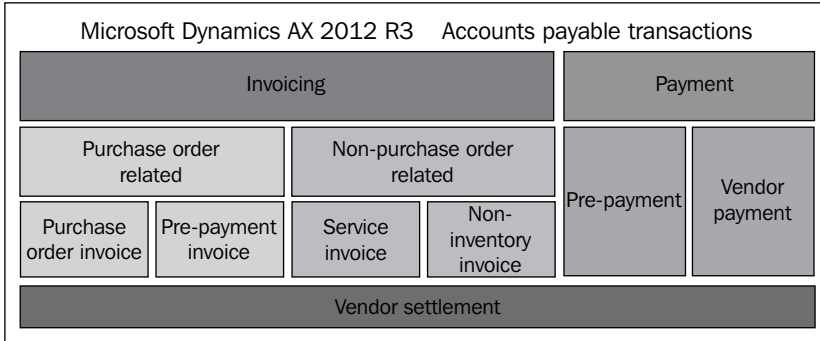 Microsoft Dynamics AX 2012 R3 Accounts payable transactions
Invoicing
Payment
Purchase order
related
Non-purchase order
related
Pre-payment
Vendor
payment
Purchase
order invoice
Pre-payment
invoice
Service
invoice
Non-
inventory
invoice
Vendor settlement